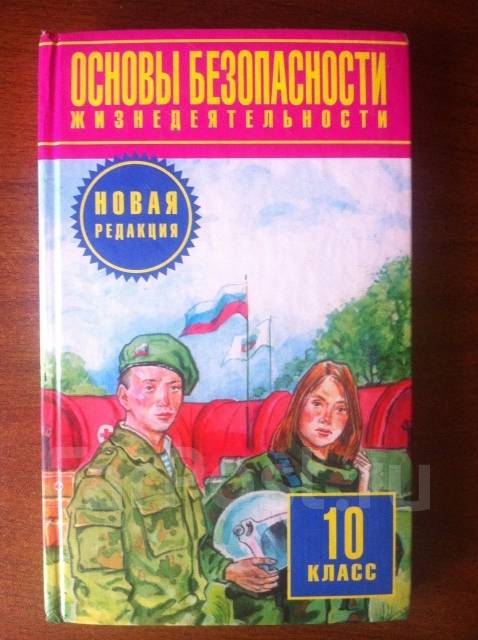 ОСНОВЫ БЕЗОПАСНОСТИ
ЖИЗНЕДЕЯТЕЛЬНОСТИ
НОВАЯ
РЕДАКЦИЯ
10
КЛАСС